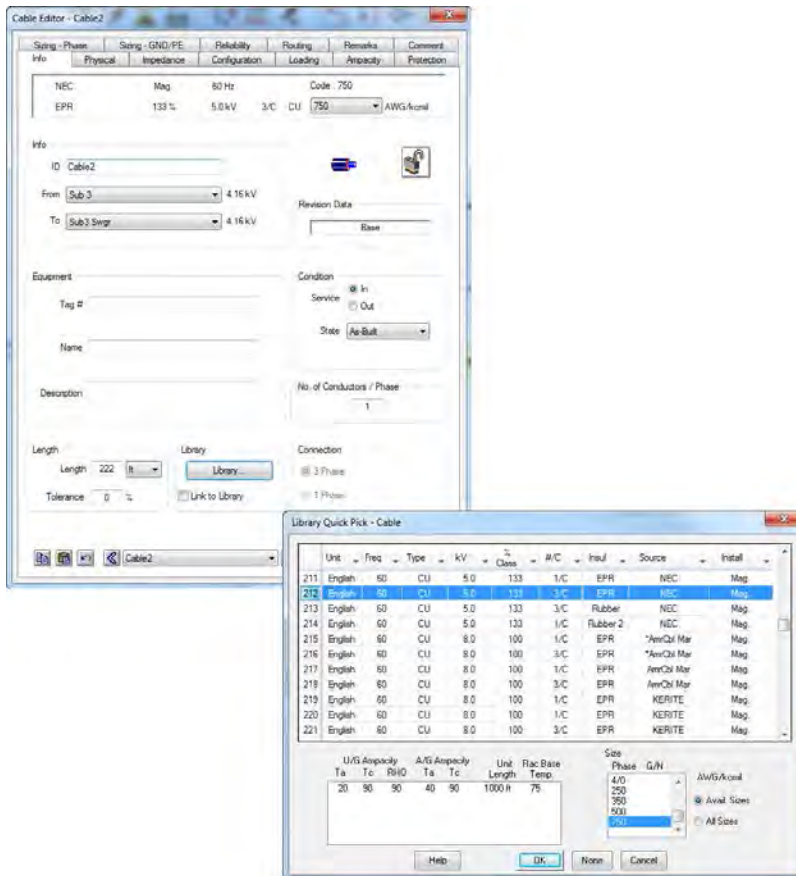 Cable Editor - Cable2
Sizing - Phase Sizing - GND/PE Reliability Routing Remarks Comment
Info Physical Impedance Configuration Loading Ampacity Protection
NEC Mag. 60 Hz Code 750
EPR 133 % 5.0 kV 3/C CU 750 AWG/kcmil
Info
ID Cable2
From Sub 3 4.16 kV
To Sub3 Swgr 4.16 kV
Revision Data
Base
Equipment
Tag #
Name
Description
Condition
Service In
Out
State As-Built
No. of Conductors / Phase
1
Length
Length 222 ft
Tolerance 0 %
Library
Library...
Link to Library
Connection
3 Phase
1 Phase
Cable2
Library Quick Pick - Cable
Unit Freq Type kV % Class #/C Insul Source Install
211 English 60 CU 5.0 133 1/C EPR NEC Mag.
212 English 60 CU 5.0 133 3/C EPR NEC Mag.
213 English 60 CU 5.0 133 3/C Rubber NEC Mag.
214 English 60 CU 5.0 133 1/C Rubber 2 NEC Mag.
215 English 60 CU 8.0 100 1/C EPR *AmrCbl Mar Mag.
216 English 60 CU 8.0 100 3/C EPR *AmrCbl Mar Mag.
217 English 60 CU 8.0 100 1/C EPR AmrCbl Mar Mag.
218 English 60 CU 8.0 100 3/C EPR AmrCbl Mar Mag.
219 English 60 CU 8.0 100 1/C EPR KERITE Mag.
220 English 60 CU 8.0 100 1/C EPR KERITE Mag.
221 English 60 CU 8.0 100 3/C EPR KERITE Mag.
U/G Ampacity A/G Ampacity Unit Rac Base
Ta Tc RHO Ta Tc Length Temp.
20 90 90 40 90 1000 ft 75
Size
Phase G/N
4/0
250
350
500
750
AWG/kcmil
Avail. Sizes
All Sizes
Help OK None Cancel